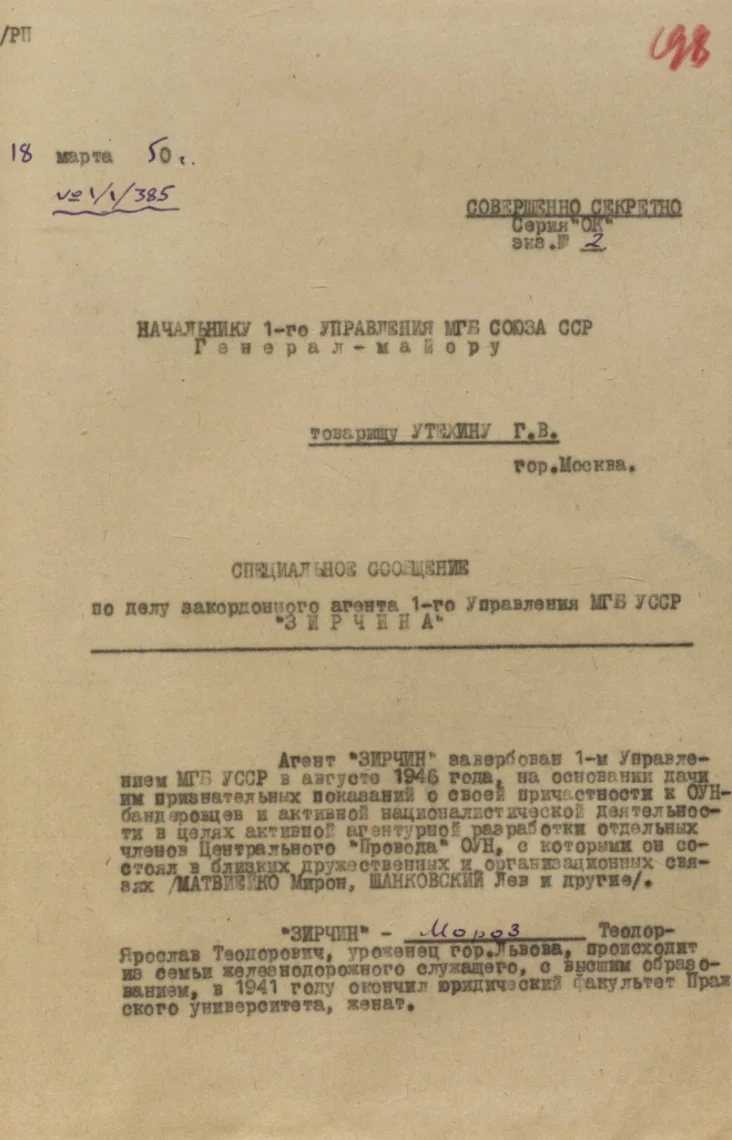 /РП
198
18 марта 50 г.
№ 1/1/385
СОВЕРШЕННО СЕКРЕТНО
Серия "ОК"
экз.№ 2
НАЧАЛЬНИКУ 1-го УПРАВЛЕНИЯ МГБ СОЮЗА ССР
Генерал-майору
товарищу УТЕХИНУ Г.В.
гор.Москва.
СПЕЦИАЛЬНОЕ СООБЩЕНИЕ
по делу закордонного агента 1-го Управления МГБ УССР
"ЗИРЧИНА"
Агент "ЗИРЧИН" завербован 1-м Управле-
нием МГБ УССР в августе 1946 года, на основании дачи
им признательных показаний о своей причастности к ОУН-
бандеровцев и активной националистической деятельнос-
ти в целях активной агентурной разработки отдельных
членов Центрального "Провода" ОУН, с которыми он со-
стоял в близких дружественных и организационных свя-
зях /МАТВИЕЙКО Мирон, ШАНКОВСКИЙ Лев и другие/.
"ЗИРЧИН" - Мороз Теодор-
Ярослав Теодорович, уроженец гор.Львова, происходит
из семьи железнодорожного служащего, с высшим образо-
ванием, в 1941 году окончил юридический факультет Праж
ского университета, женат.